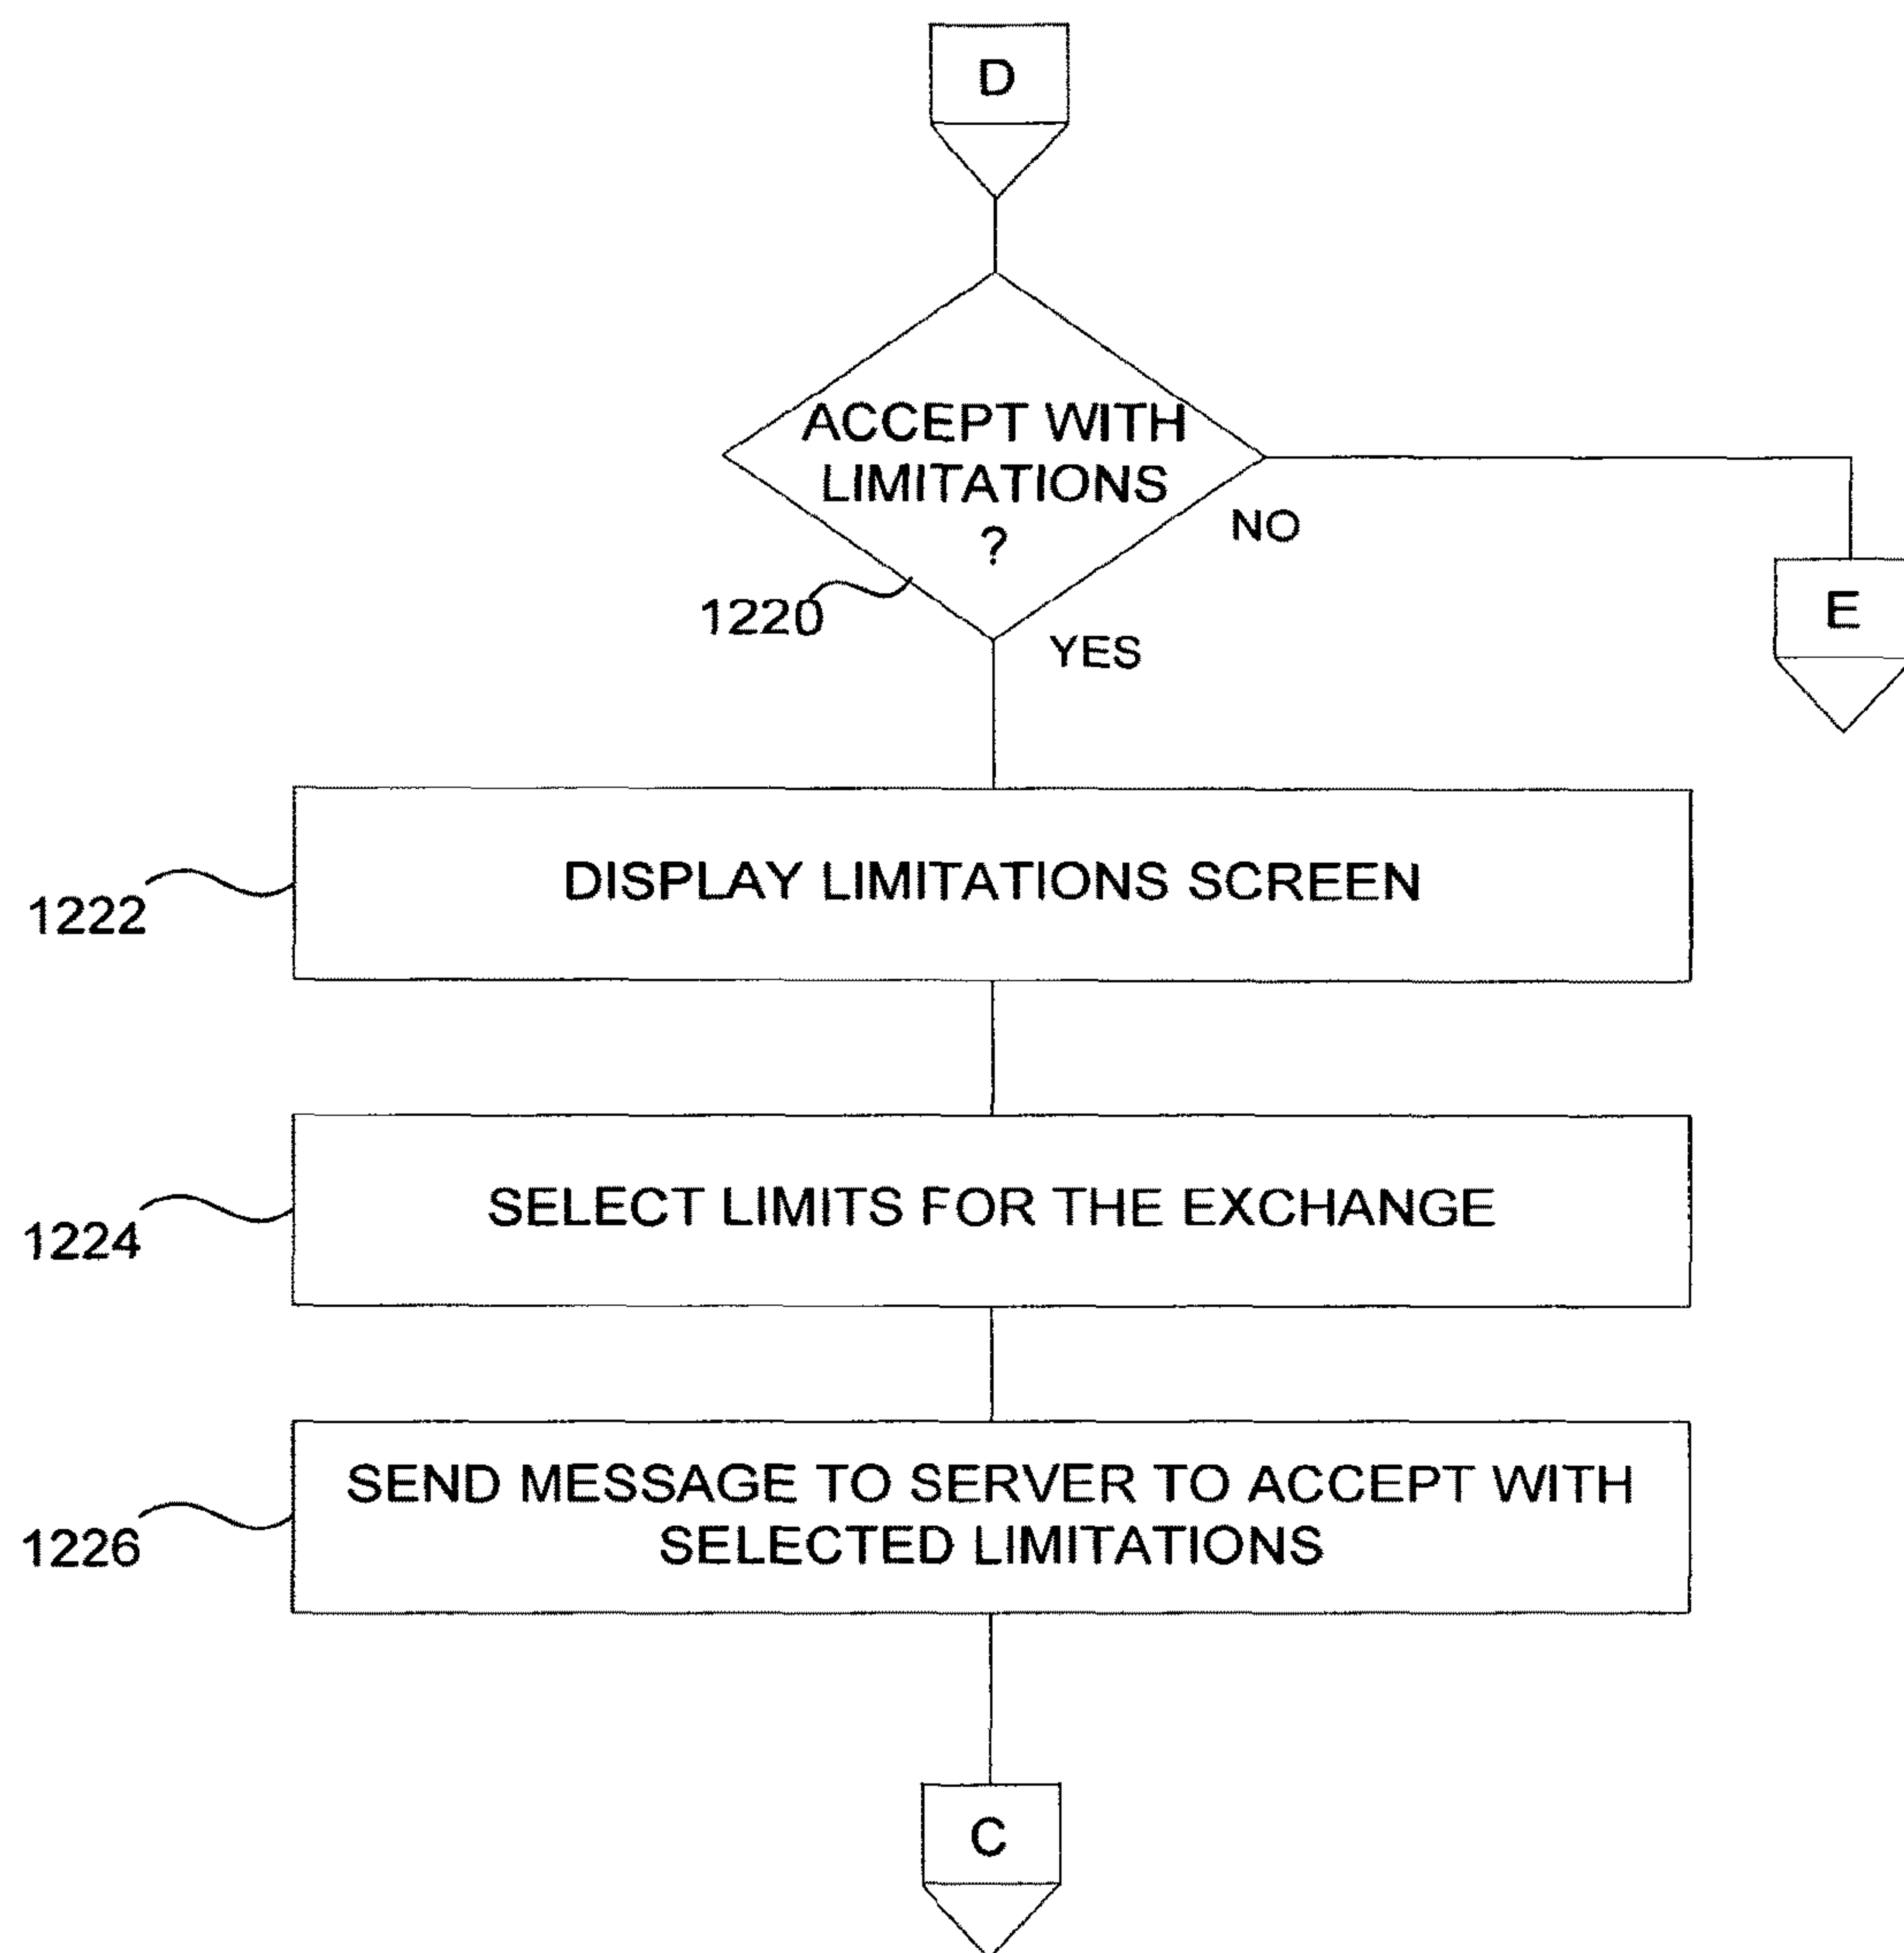 D
ACCEPT WITH
LIMITATIONS
?
NO
1220
YES
E
DISPLAY LIMITATIONS SCREEN
1222
SELECT LIMITS FOR THE EXCHANGE
1224
SEND MESSAGE TO SERVER TO ACCEPT WITH
SELECTED LIMITATIONS
1226
C